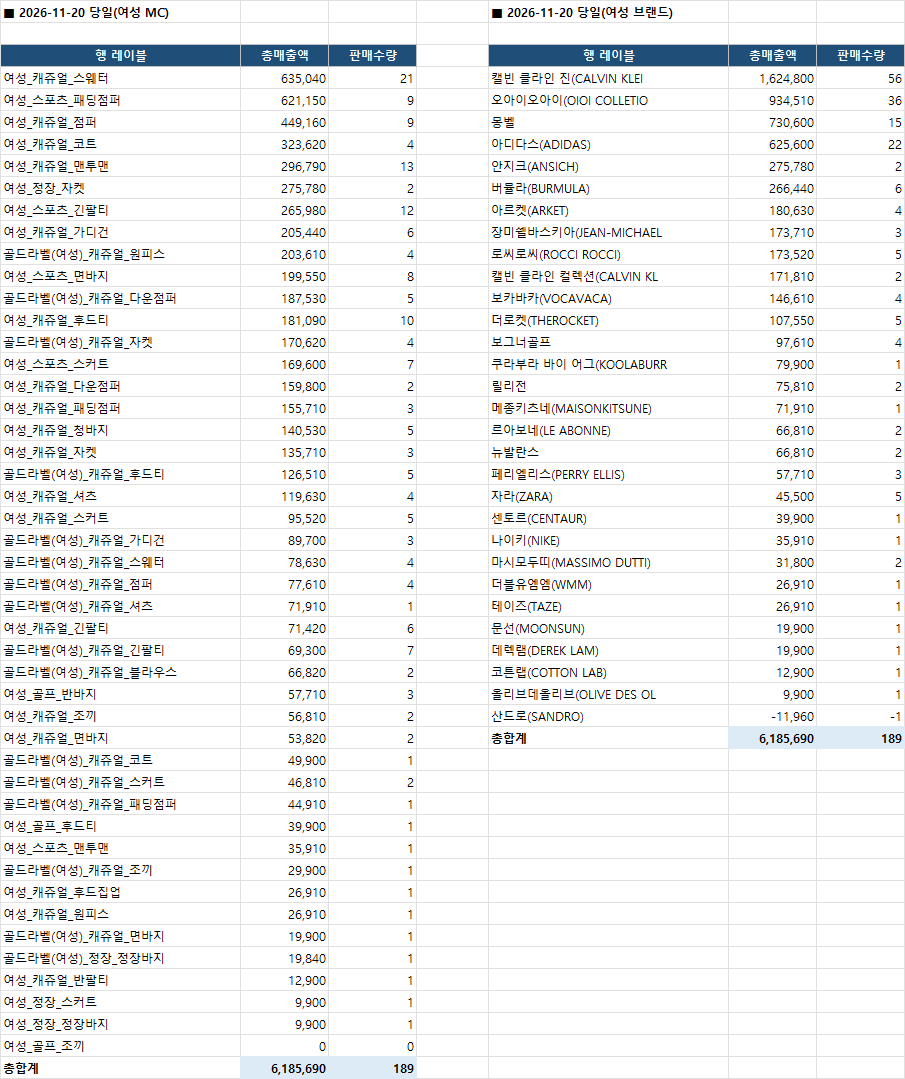 ■ 2026-11-20 당일(여성 MC)
행 레이블 총매출액 판매수량
여성_캐쥬얼_스웨터 635,040 21
여성_스포츠_패딩점퍼 621,150 9
여성_캐쥬얼_점퍼 449,160 9
여성_캐쥬얼_코트 323,620 4
여성_캐쥬얼_맨투맨 296,790 13
여성_정장_자켓 275,780 2
여성_스포츠_긴팔티 265,980 12
여성_캐쥬얼_가디건 205,440 6
골드라벨(여성)_캐쥬얼_원피스 203,610 4
여성_스포츠_면바지 199,550 8
골드라벨(여성)_캐쥬얼_다운점퍼 187,530 5
여성_캐쥬얼_후드티 181,090 10
골드라벨(여성)_캐쥬얼_자켓 170,620 4
여성_스포츠_스커트 169,600 7
여성_캐쥬얼_다운점퍼 159,800 2
여성_캐쥬얼_패딩점퍼 155,710 3
여성_캐쥬얼_청바지 140,530 5
여성_캐쥬얼_자켓 135,710 3
골드라벨(여성)_캐쥬얼_후드티 126,510 5
여성_캐쥬얼_셔츠 119,630 4
여성_캐쥬얼_스커트 95,520 5
골드라벨(여성)_캐쥬얼_가디건 89,700 3
골드라벨(여성)_캐쥬얼_스웨터 78,630 4
골드라벨(여성)_캐쥬얼_점퍼 77,610 4
골드라벨(여성)_캐쥬얼_셔츠 71,910 1
여성_캐쥬얼_긴팔티 71,420 6
골드라벨(여성)_캐쥬얼_긴팔티 69,300 7
골드라벨(여성)_캐쥬얼_블라우스 66,820 2
여성_골프_반바지 57,710 3
여성_캐쥬얼_조끼 56,810 2
여성_캐쥬얼_면바지 53,820 2
골드라벨(여성)_캐쥬얼_코트 49,900 1
골드라벨(여성)_캐쥬얼_스커트 46,810 2
골드라벨(여성)_캐쥬얼_패딩점퍼 44,910 1
여성_골프_후드티 39,900 1
여성_스포츠_맨투맨 35,910 1
골드라벨(여성)_캐쥬얼_조끼 29,900 1
여성_캐쥬얼_후드집업 26,910 1
여성_캐쥬얼_원피스 26,910 1
골드라벨(여성)_캐쥬얼_면바지 19,900 1
골드라벨(여성)_정장_정장바지 19,840 1
여성_캐쥬얼_반팔티 12,900 1
여성_정장_스커트 9,900 1
여성_정장_정장바지 9,900 1
여성_골프_조끼 0 0
총합계 6,185,690 189
■ 2026-11-20 당일(여성 브랜드)
행 레이블 총매출액 판매수량
캘빈 클라인 진(CALVIN KLEI 1,624,800 56
오아이오아이(OIOI COLLETIO 934,510 36
몽벨 730,600 15
아디다스(ADIDAS) 625,600 22
안지크(ANSICH) 275,780 2
버뮬라(BURMULA) 266,440 6
아르켓(ARKET) 180,630 4
장미쉘바스키아(JEAN-MICHAEL 173,710 3
로씨로씨(ROCCI ROCCI) 173,520 5
캘빈 클라인 컬렉션(CALVIN KL 171,810 2
보카바카(VOCAVACA) 146,610 4
더로켓(THEROCKET) 107,550 5
보그너골프 97,610 4
쿠라부라 바이 어그(KOOLABURR 79,900 1
릴리전 75,810 2
메종키츠네(MAISONKITSUNE) 71,910 1
르아보네(LE ABONNE) 66,810 2
뉴발란스 66,810 2
페리엘리스(PERRY ELLIS) 57,710 3
자라(ZARA) 45,500 5
센토르(CENTAUR) 39,900 1
나이키(NIKE) 35,910 1
마시모두띠(MASSIMO DUTTI) 31,800 2
더블유엠엠(WMM) 26,910 1
테이즈(TAZE) 26,910 1
문선(MOONSUN) 19,900 1
데렉램(DEREK LAM) 19,900 1
코튼랩(COTTON LAB) 12,900 1
올리브데올리브(OLIVE DES OL 9,900 1
산드로(SANDRO) -11,960 -1
총합계 6,185,690 189